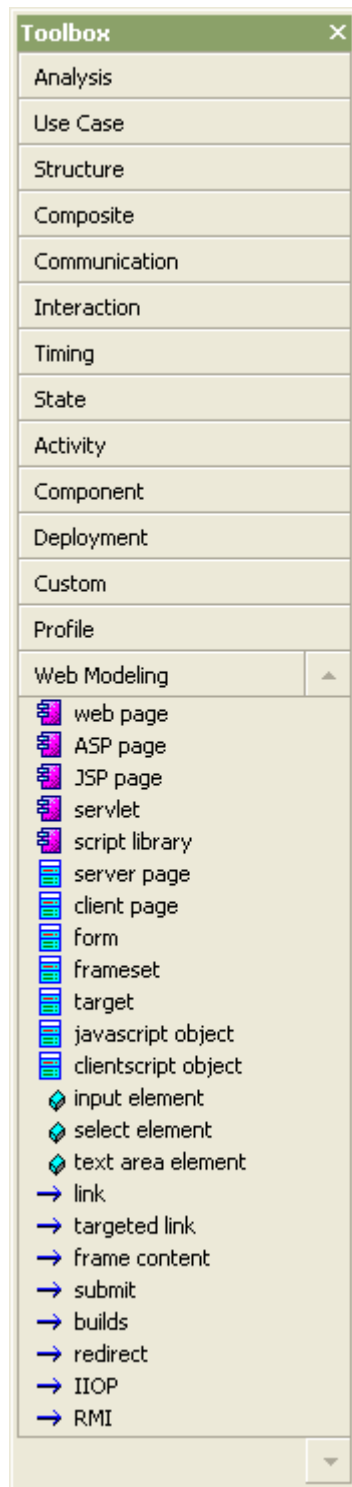 Toolbox
Analysis
Use Case
Structure
Composite
Communication
Interaction
Timing
State
Activity
Component
Deployment
Custom
Profile
Web Modeling
web page
ASP page
JSP page
servlet
script library
server page
client page
form
frameset
target
javascript object
clientscript object
input element
select element
text area element
link
targeted link
frame content
submit
builds
redirect
IIOP
RMI